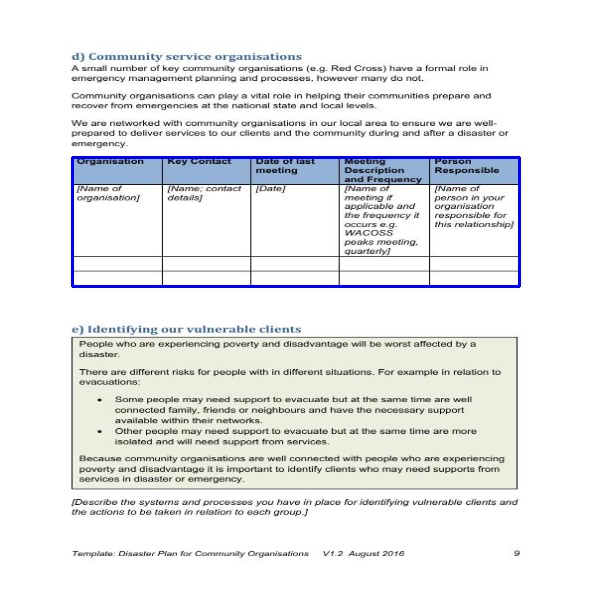 d) Community service organisations
A small number of key community organisations (e.g. Red Cross) have a formal role in
emergency management planning and processes, however many do not.
Community organisations can play a vital role in helping their communities prepare and
recover from emergencies at the national state and local levels.
We are networked with community organisations in our local area to ensure we are well-
prepared to deliver services to our clients and the community during and after a disaster or
emergency.
Organisation Key Contact Date of last meeting Meeting Description and Frequency Person Responsible
[Name of organisation] [Name; contact details] [Date] [Name of meeting if applicable and the frequency it occurs e.g. WACOSS peaks meeting, quarterly] [Name of person in your organisation responsible for this relationship]
e) Identifying our vulnerable clients
People who are experiencing poverty and disadvantage will be worst affected by a
disaster.
There are different risks for people with in different situations. For example in relation to
evacuations:
• Some people may need support to evacuate but at the same time are well
connected family, friends or neighbours and have the necessary support
available within their networks.
• Other people may need support to evacuate but at the same time are more
isolated and will need support from services.
Because community organisations are well connected with people who are experiencing
poverty and disadvantage it is important to identify clients who may need supports from
services in disaster or emergency.
[Describe the systems and processes you have in place for identifying vulnerable clients and
the actions to be taken in relation to each group.]
Template: Disaster Plan for Community Organisations V1.2 August 2016 9